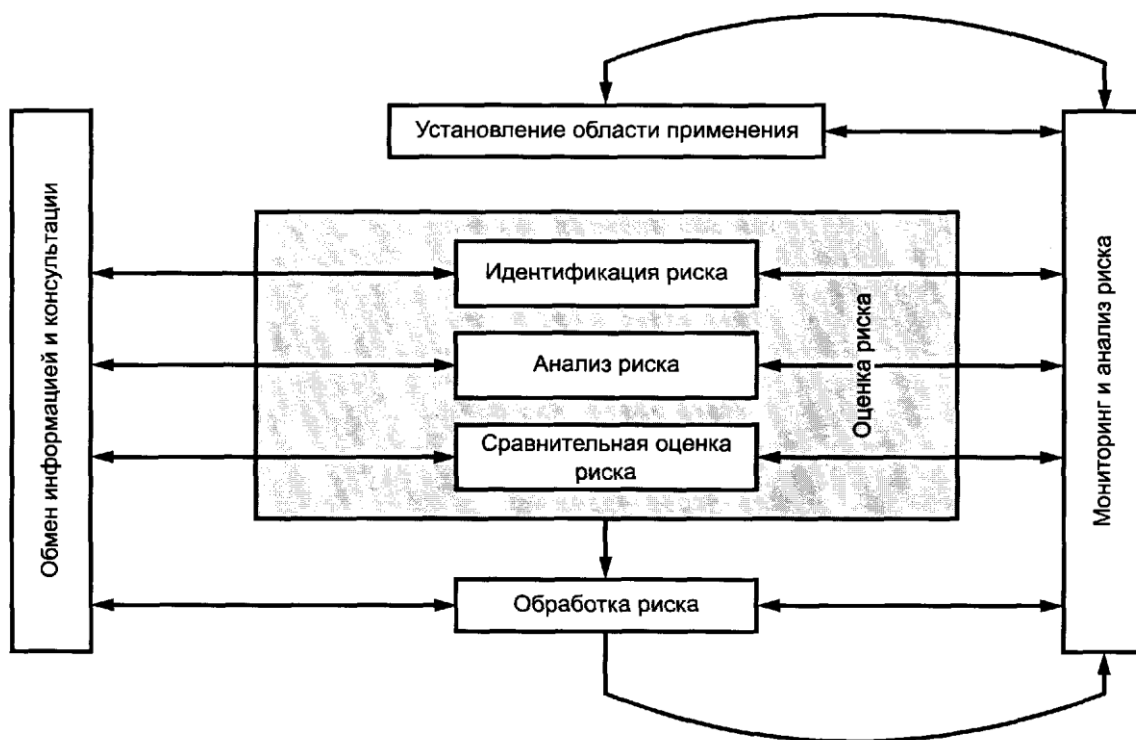 Установление области применения
Обмен информацией и консультации
Идентификация риска
Анализ риска
Сравнительная оценка
риска
Оценка риска
Мониторинг и анализ риска
Обработка риска